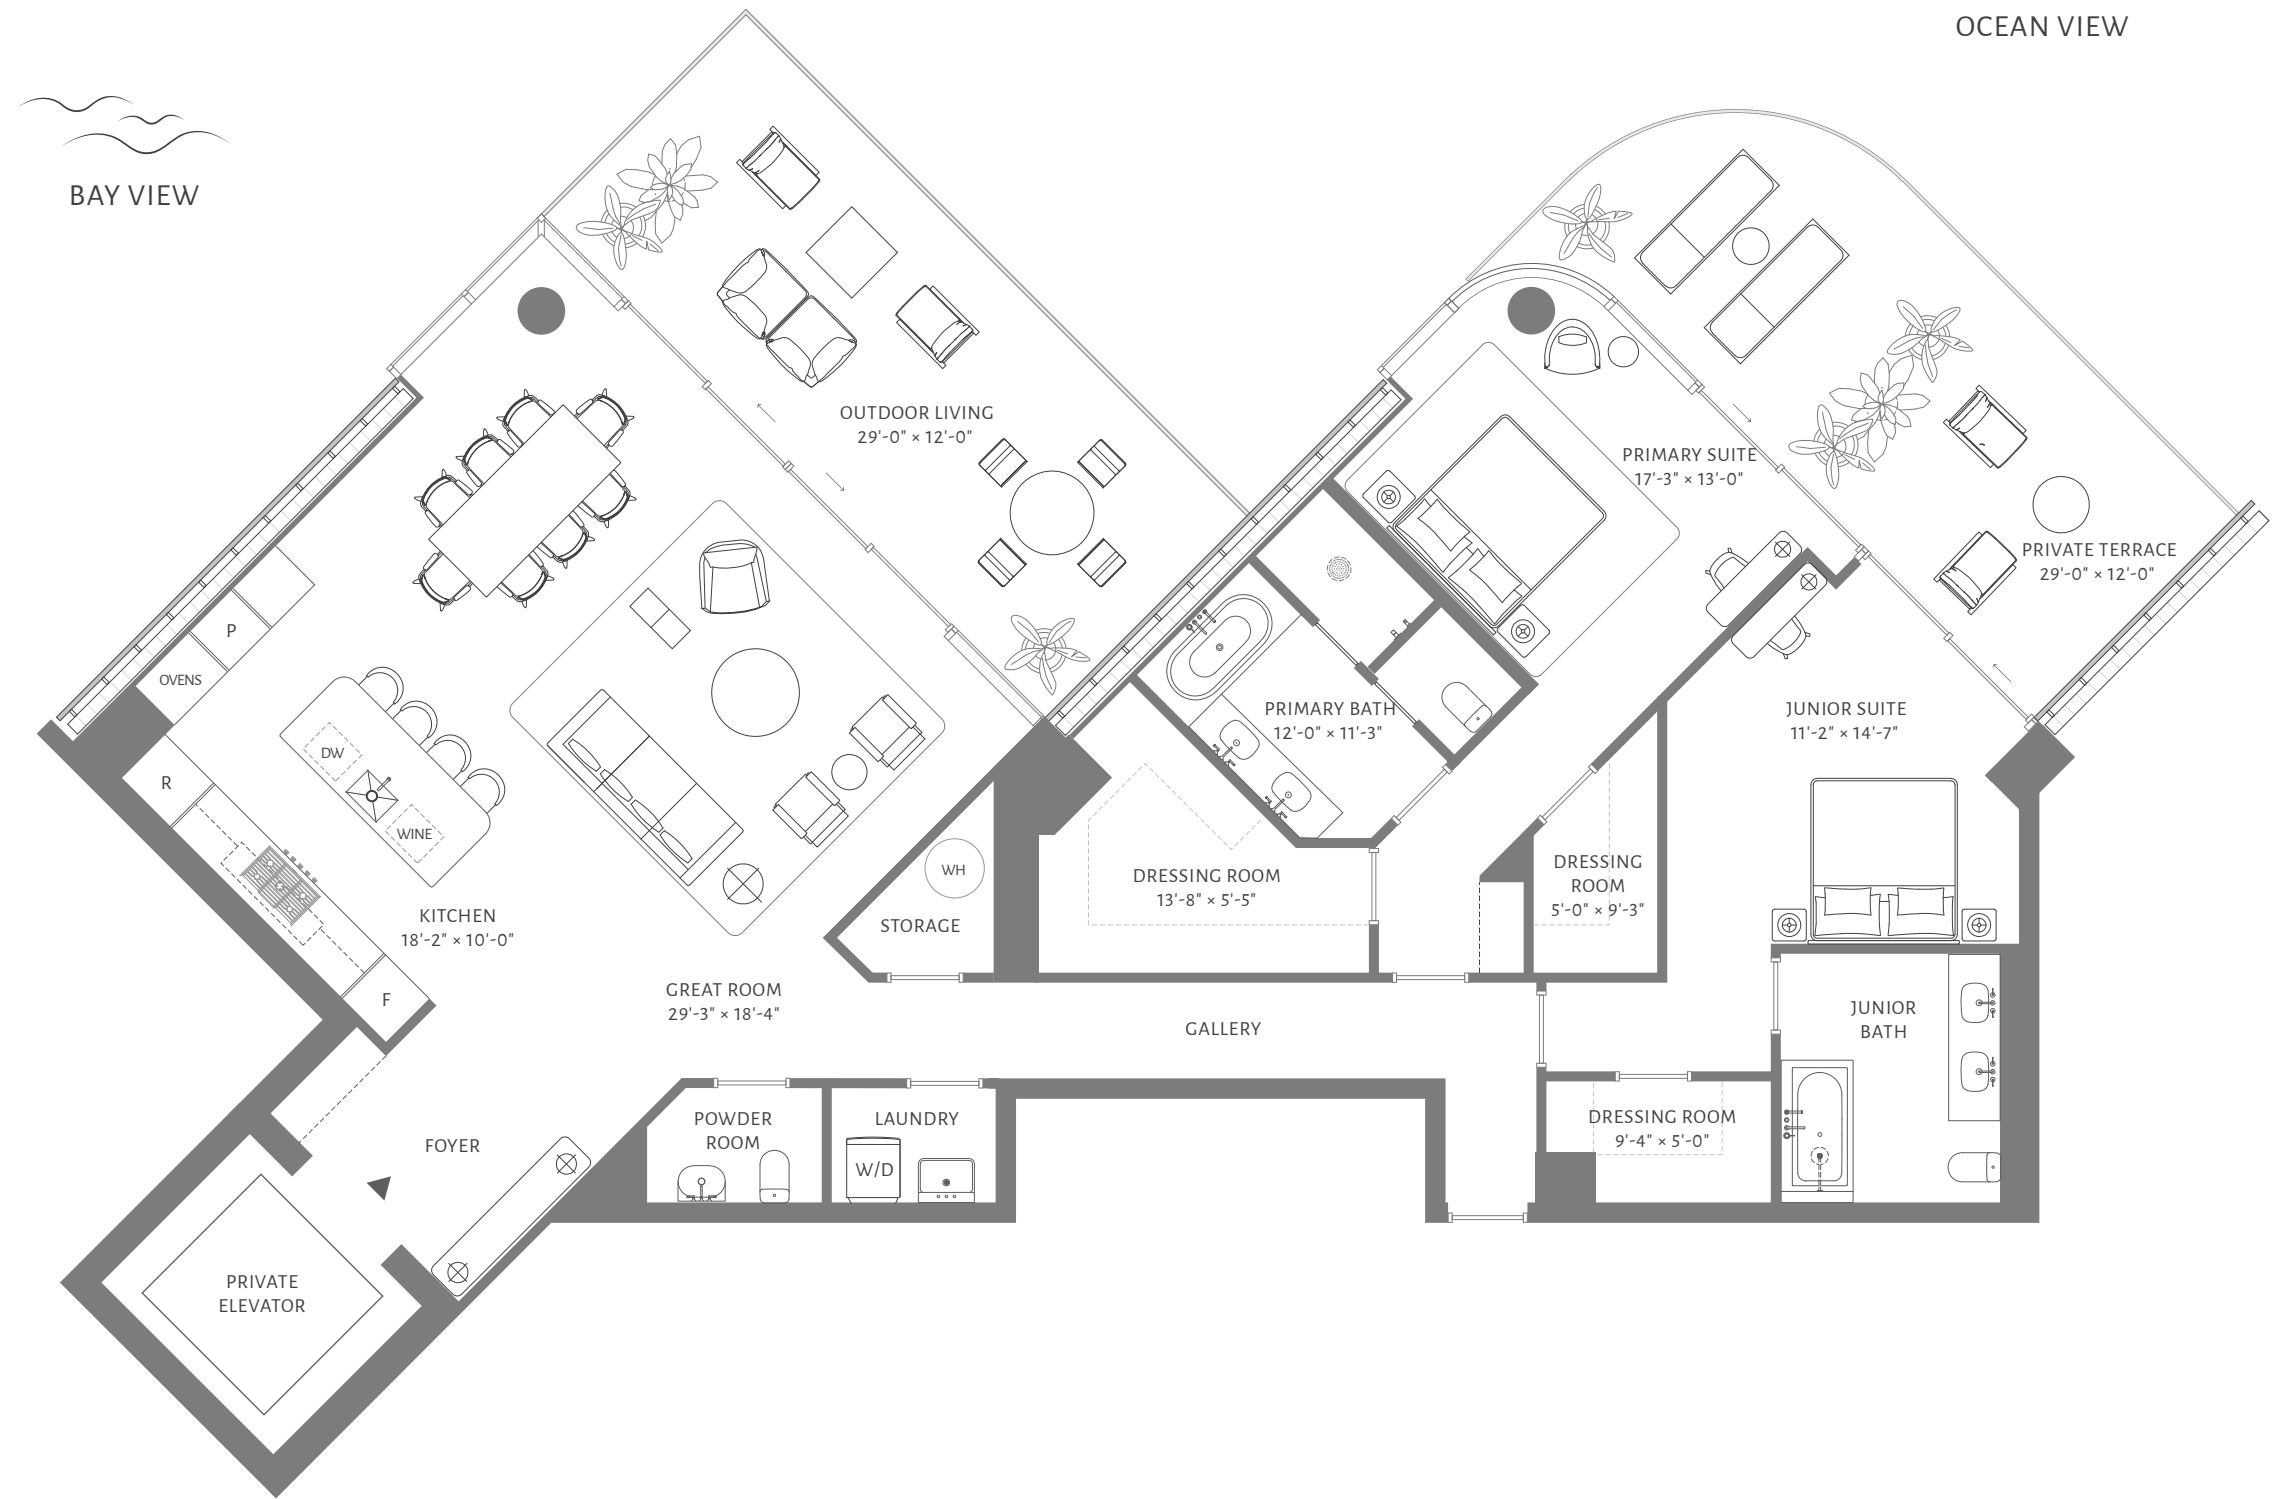 OCEAN VIEW
BAY VIEW
OUTDOOR LIVING
29'-0" × 12'-0"
PRIMARY SUITE
17'-3" × 13'-0"
PRIVATE TERRACE
29'-0" × 12'-0"
P
OVENS
R
DW
WINE
F
KITCHEN
18'-2" × 10'-0"
GREAT ROOM
29'-3" × 18'-4"
PRIMARY BATH
12'-0" × 11'-3"
JUNIOR SUITE
11'-2" × 14'-7"
WH
STORAGE
DRESSING ROOM
13'-8" × 5'-5"
DRESSING
ROOM
5'-0" × 9'-3"
GALLERY
JUNIOR
BATH
FOYER
POWDER
ROOM
LAUNDRY
W/D
DRESSING ROOM
9'-4" × 5'-0"
PRIVATE
ELEVATOR